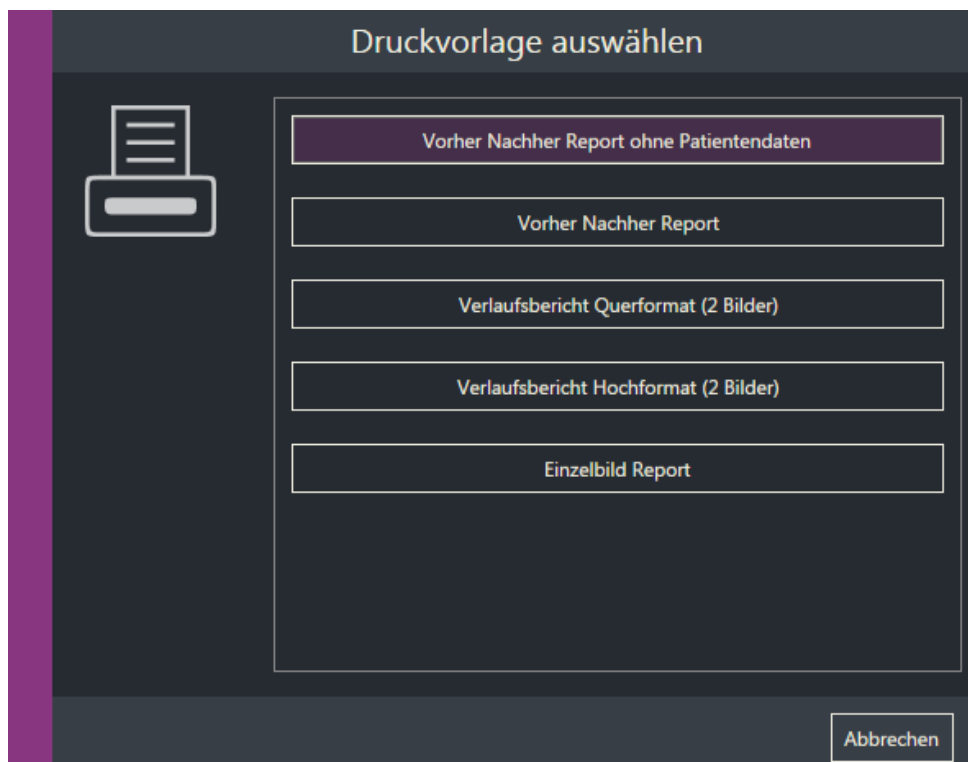 Druckvorlage auswählen
Vorher Nachher Report ohne Patientendaten
Vorher Nachher Report
Verlaufsbericht Querformat (2 Bilder)
Verlaufsbericht Hochformat (2 Bilder)
Einzelbild Report
Abbrechen